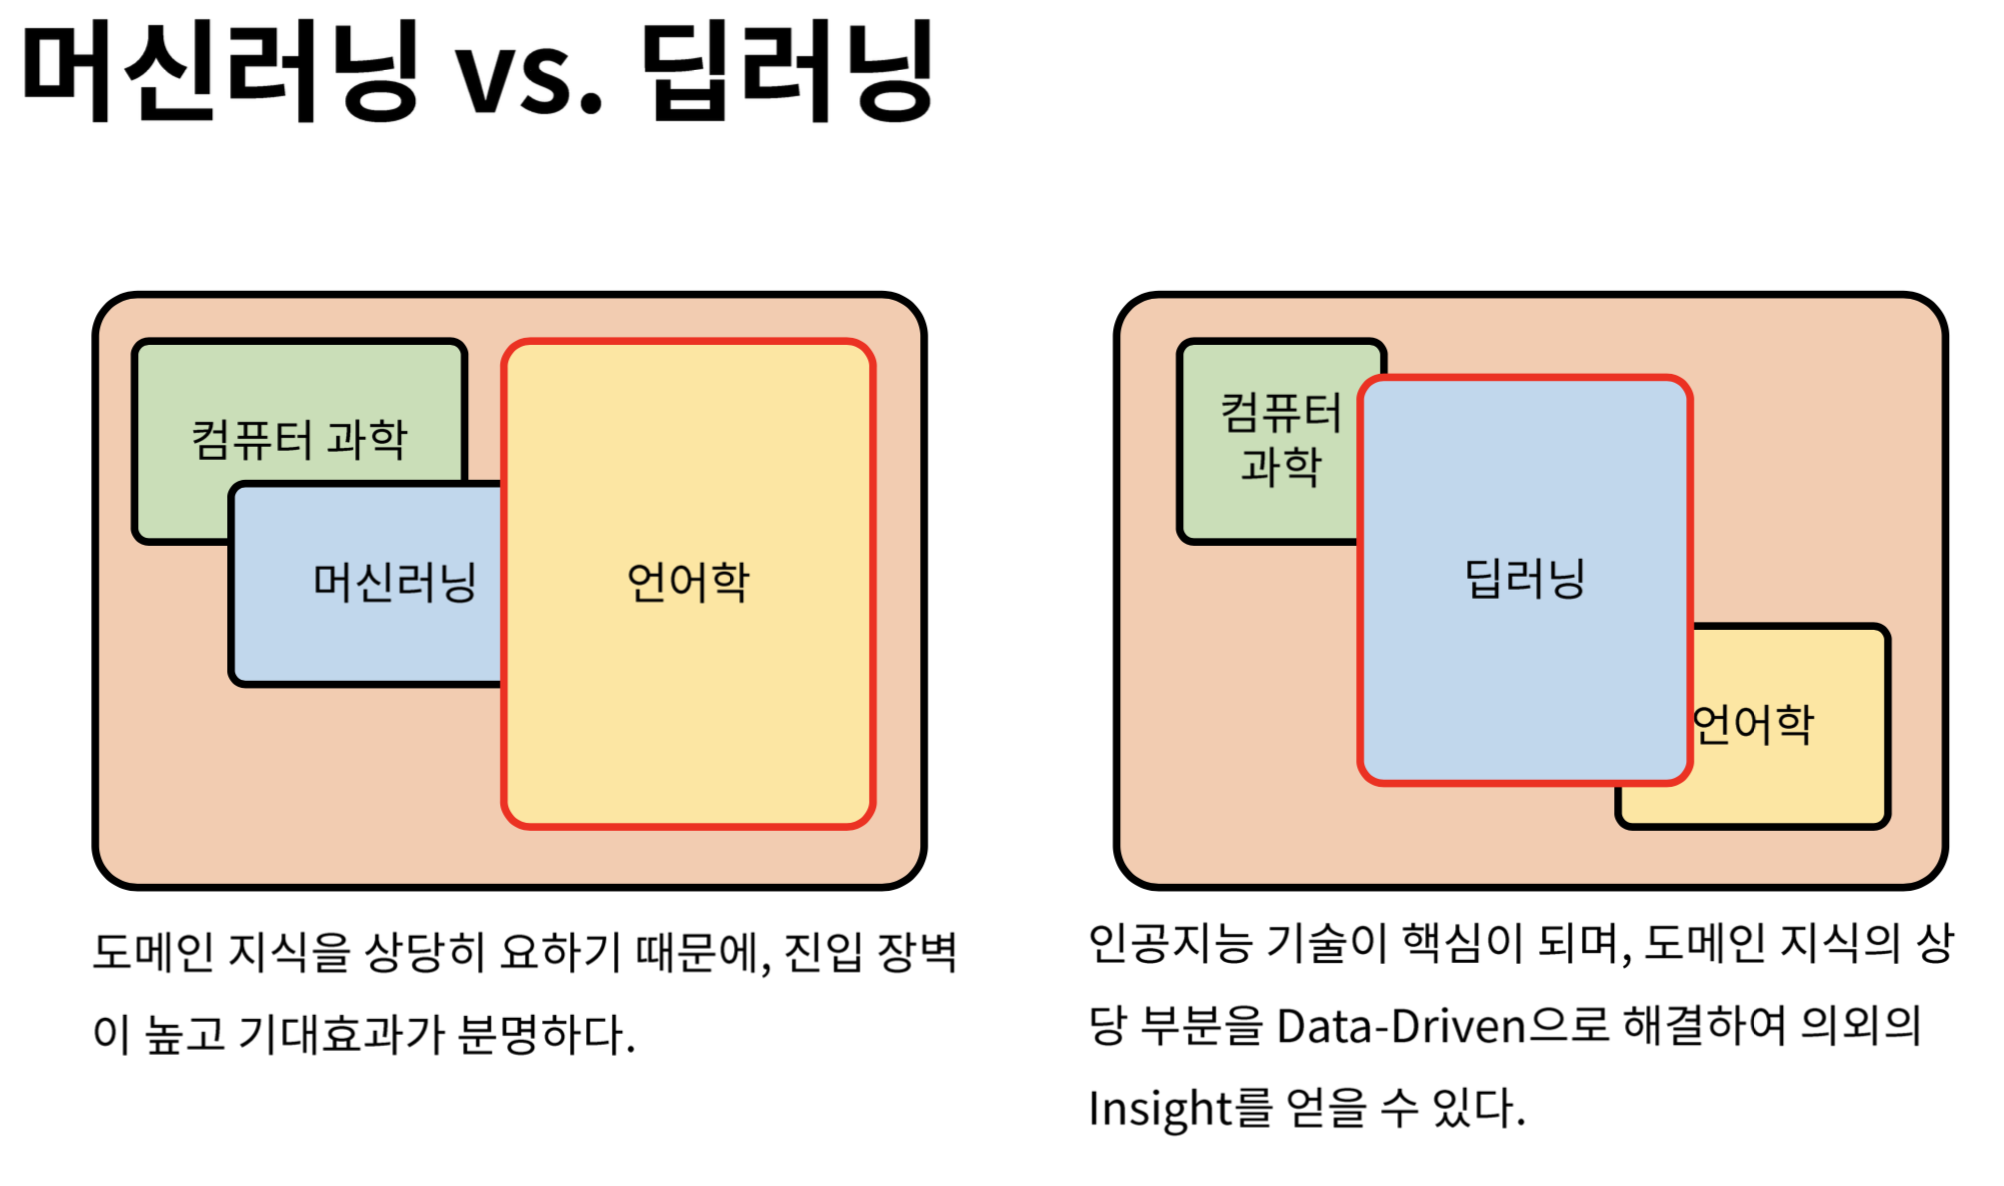 머신러닝 vs. 딥러닝
컴퓨터 과학
머신러닝
언어학
도메인 지식을 상당히 요하기 때문에, 진입 장벽
이 높고 기대효과가 분명하다.
컴퓨터
과학
딥러닝
언어학
인공지능 기술이 핵심이 되며, 도메인 지식의 상
당 부분을 Data-Driven으로 해결하여 의외의
Insight를 얻을 수 있다.